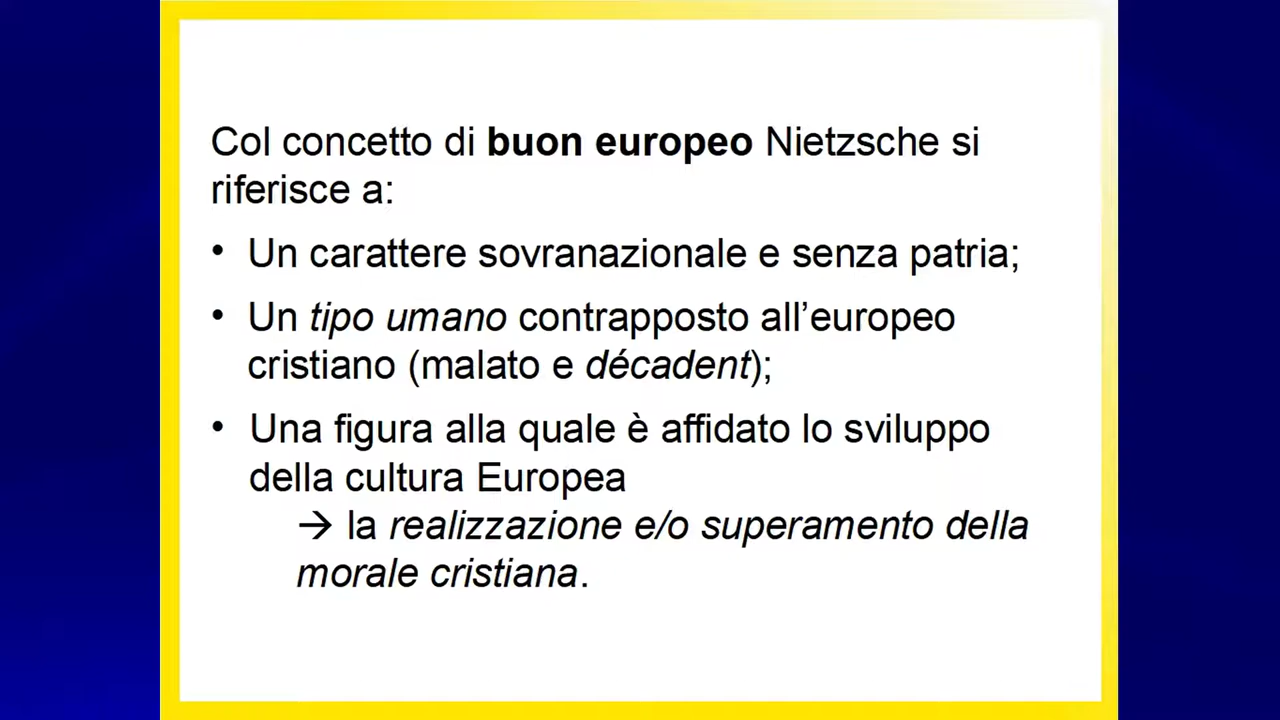 Col concetto di buon europeo Nietzsche si
riferisce a:
• Un carattere sovranazionale e senza patria;
• Un tipo umano contrapposto all’europeo
cristiano (malato e décadent);
• Una figura alla quale è affidato lo sviluppo
della cultura Europea
→ la realizzazione e/o superamento della
morale cristiana.